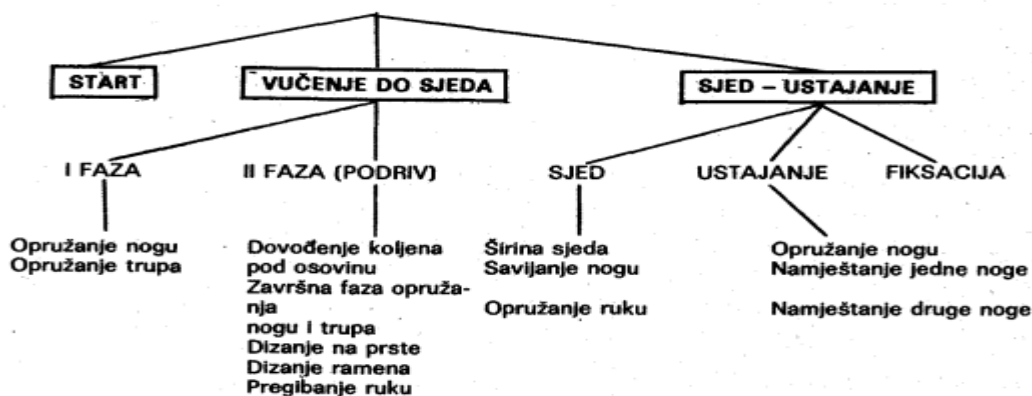 START
VUČENJE DO SJEDA
SJED – USTAJANJE
I FAZA
II FAZA (PODRIV)
SJED
USTAJANJE
FIKSACIJA
Opružanje nogu
Opružanje trupa
Dovođenje koljena
pod osovinu
Završna faza opruža-
nja
nogu i trupa
Dizanje na prste
Dizanje ramena
Pregibanje ruku
Širina sjeda
Savijanje nogu
Opružanje ruku
Opružanje nogu
Namještanje jedne noge
Namještanje druge noge